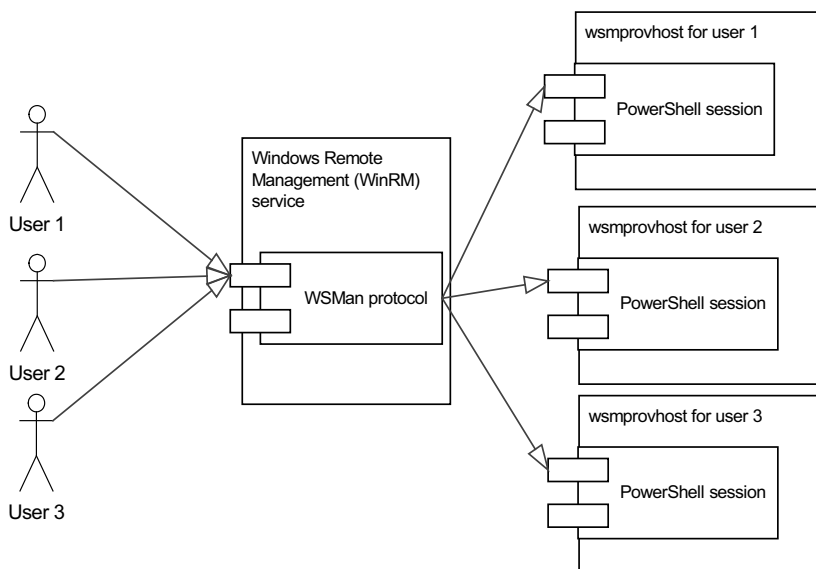 User 1
User 2
User 3
Windows Remote
Management (WinRM)
service
WSMan protocol
wsmprovhost for user 1
PowerShell session
wsmprovhost for user 2
PowerShell session
wsmprovhost for user 3
PowerShell session